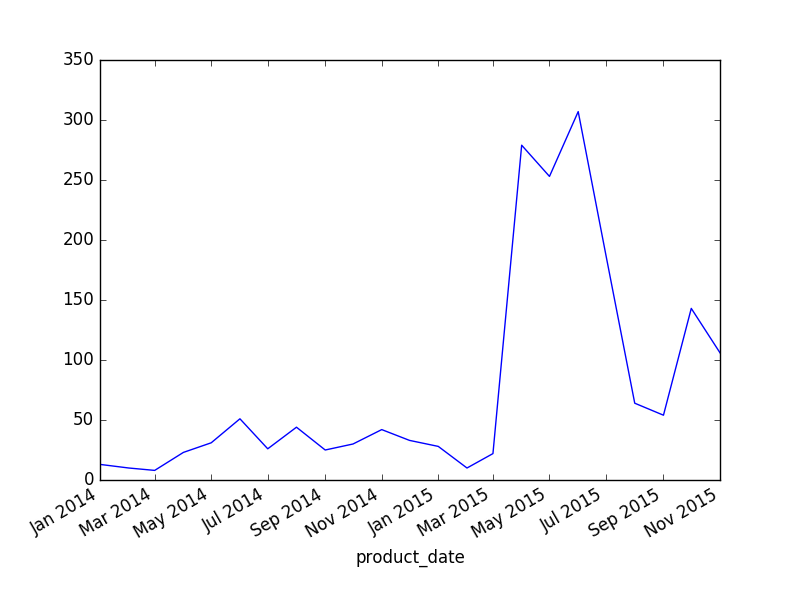 350
300
250
200
150
100
50
0
Jan 2014
Mar 2014
May 2014
Jul 2014
Sep 2014
Nov 2014
Jan 2015
Mar 2015
May 2015
Jul 2015
Sep 2015
Nov 2015
product_date